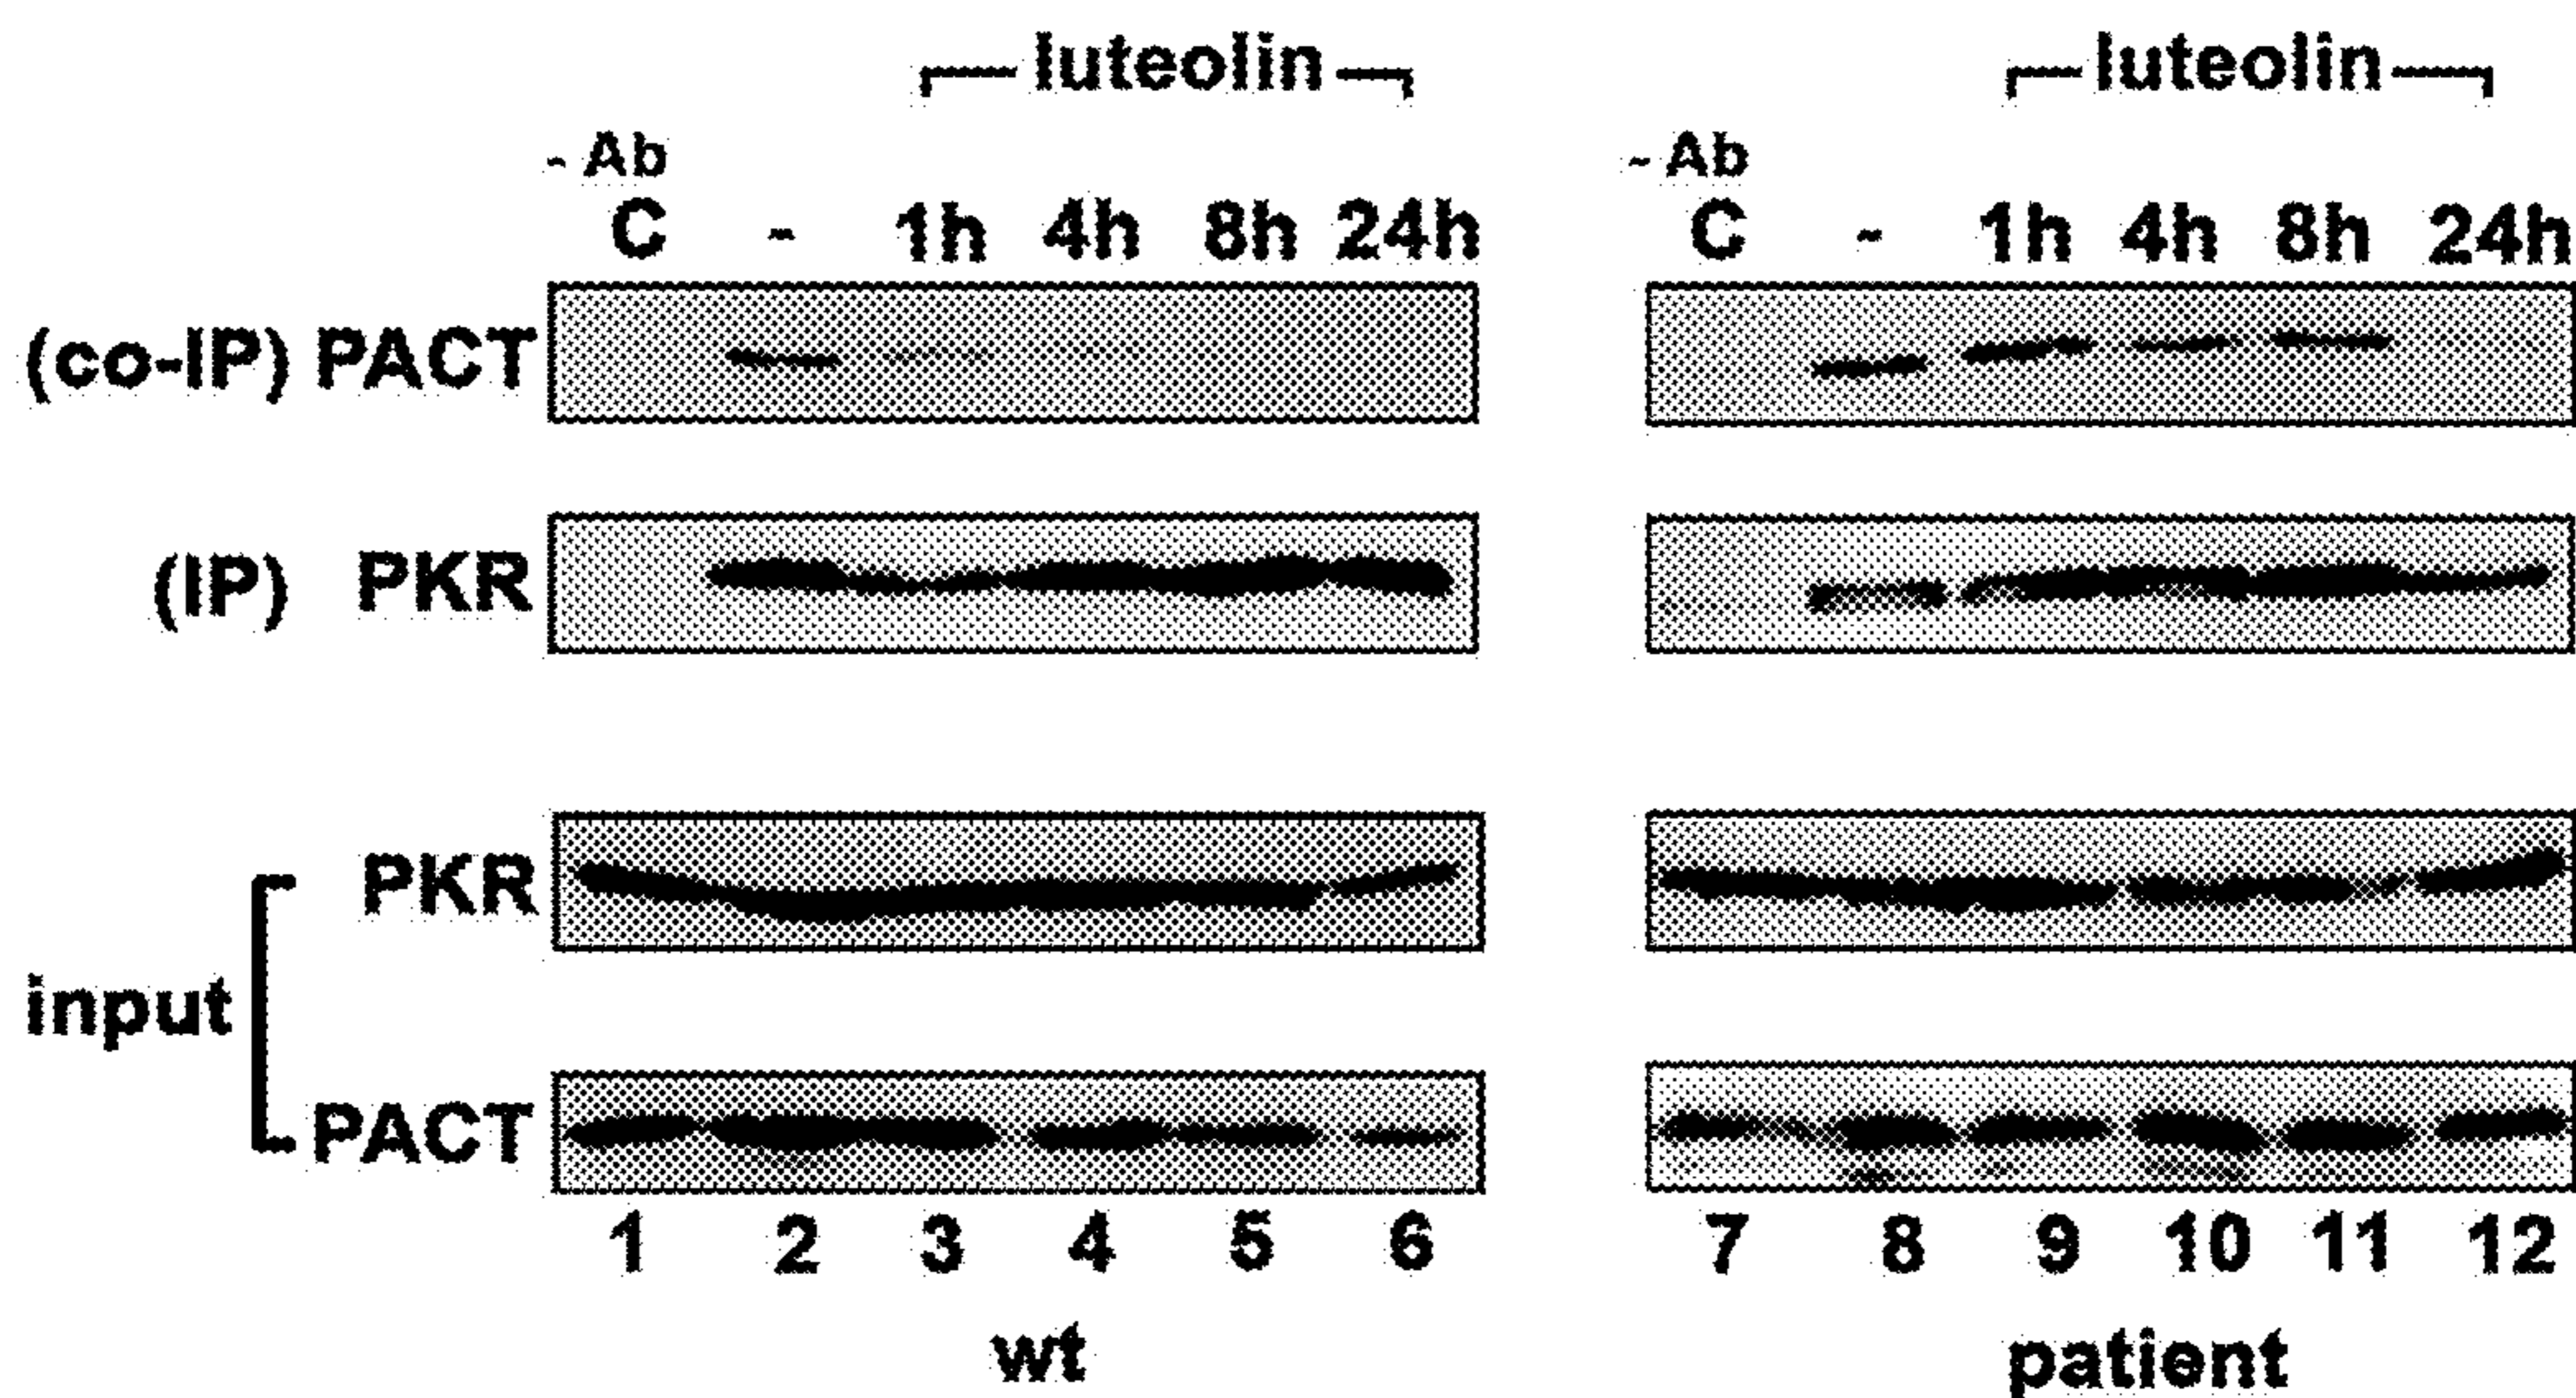 luteolin luteolin
- Ab - Ab
C - 1h 4h 8h 24h C - 1h 4h 8h 24h
(co-IP) PACT
(IP) PKR
PKR
input
PACT
1 2 3 4 5 6 7 8 9 10 11 12
wt patient